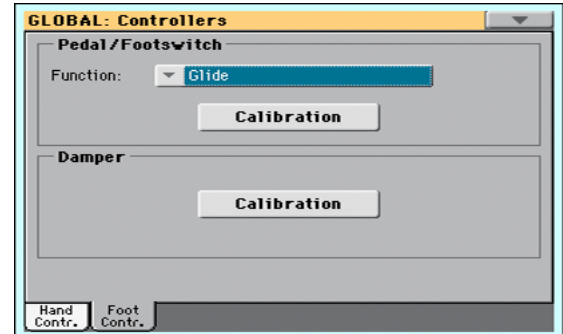 GLOBAL: Controllers
Pedal/Footswitch
Function: Glide
Calibration
Damper
Calibration
Hand Contr.
Foot Contr.